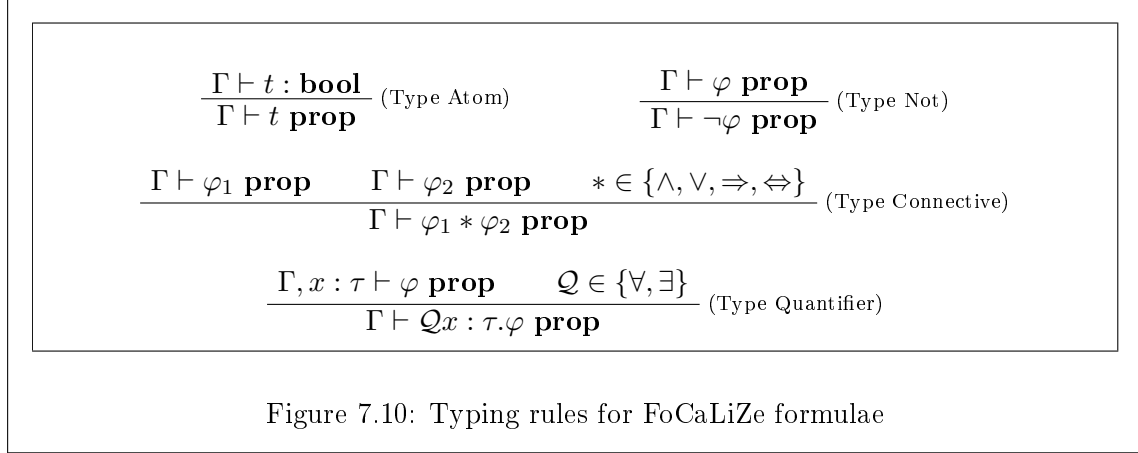 Γ ⊢ t : bool    Γ ⊢ φ prop
(Type Atom)    (Type Not)
Γ ⊢ t prop    Γ ⊢ ¬φ prop
Γ ⊢ φ₁ prop    Γ ⊢ φ₂ prop    ∗ ∈ {∧, ∨, ⇒, ⇔}
(Type Connective)
Γ ⊢ φ₁ ∗ φ₂ prop
Γ, x : τ ⊢ φ prop    𝒬 ∈ {∀, ∃}
(Type Quantifier)
Γ ⊢ 𝒬x : τ.φ prop
Figure 7.10: Typing rules for FoCaLiZe formulae